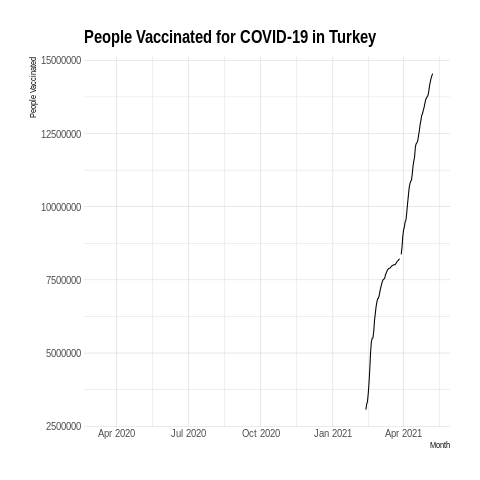 People Vaccinated for COVID-19 in Turkey
People Vaccinated
15000000
12500000
10000000
7500000
5000000
2500000
Apr 2020 Jul 2020 Oct 2020 Jan 2021 Apr 2021
Month